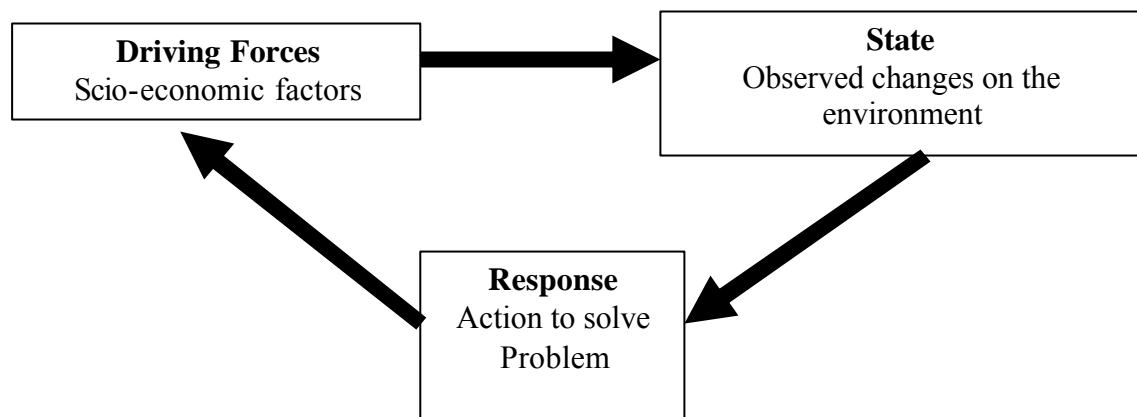 Driving Forces
Scio-economic factors
State
Observed changes on the
environment
Response
Action to solve
Problem